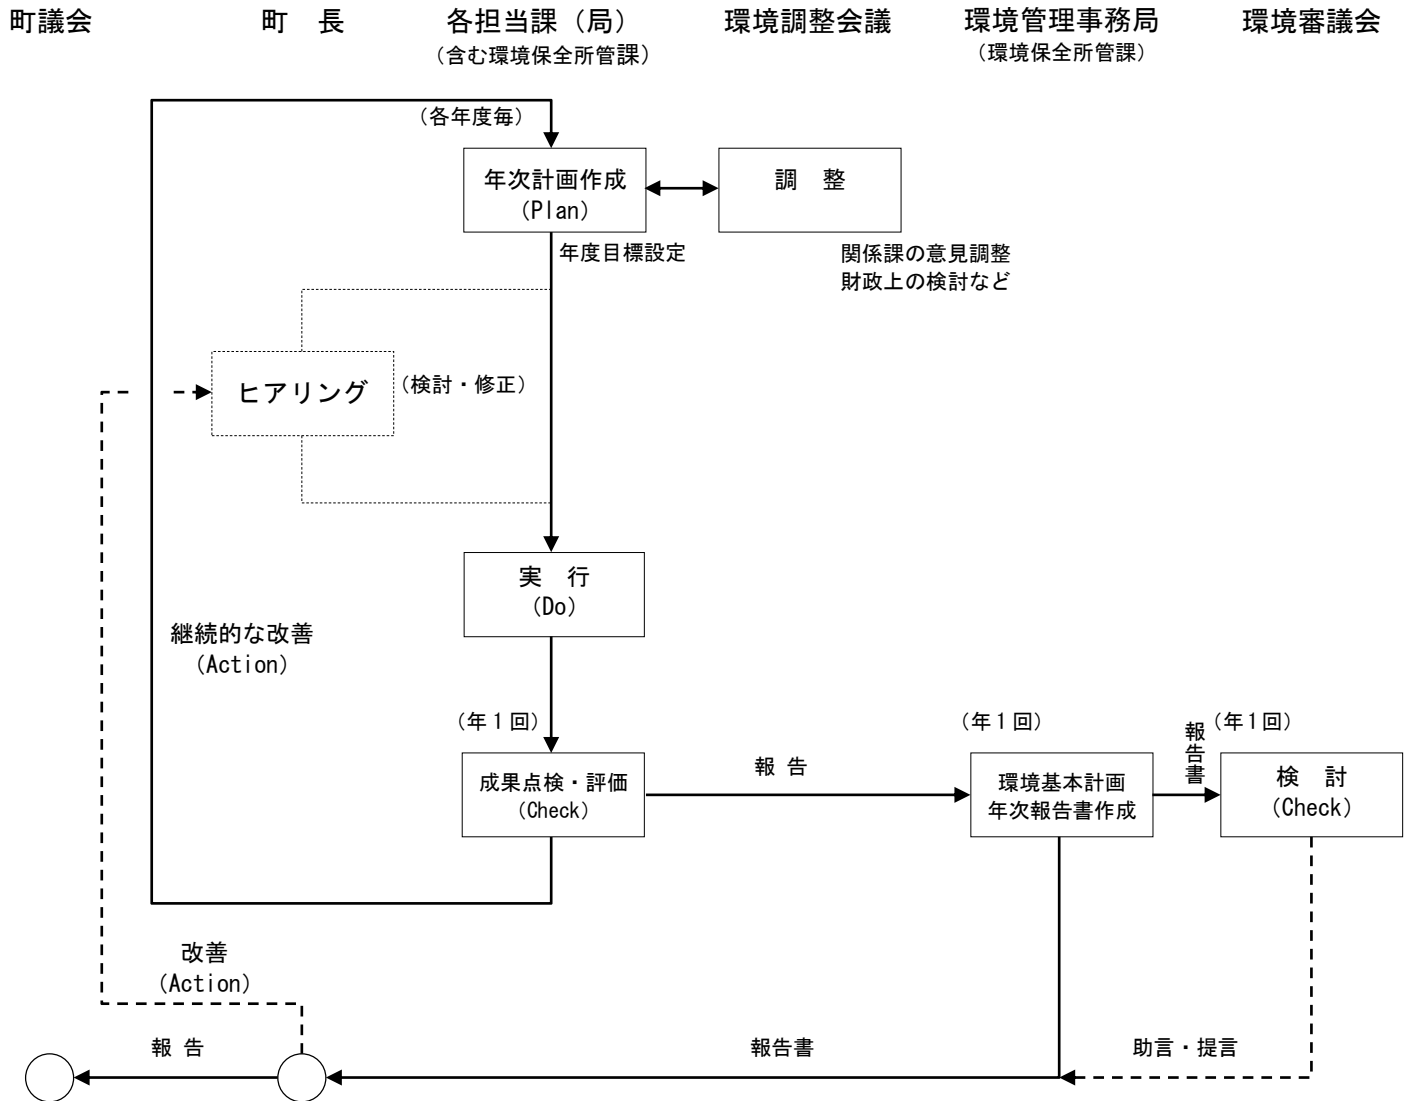 町議会
町　長
各担当課（局）
（含む環境保全所管課）
環境調整会議
環境管理事務局
（環境保全所管課）
環境審議会
（各年度毎）
年次計画作成
（Plan）
調　整
年度目標設定
関係課の意見調整
財政上の検討など
ヒアリング
（検討・修正）
実　行
（Do）
継続的な改善
（Action）
（年１回）
成果点検・評価
（Check）
報 告
（年1回）
環境基本計画
年次報告書作成
報告書
（年1回）
検　討
（Check）
改善
（Action）
報 告
報告書
助言・提言